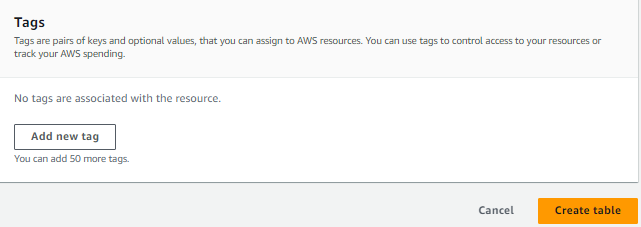 Tags
Tags are pairs of keys and optional values, that you can assign to AWS resources. You can use tags to control access to your resources or
track your AWS spending.
No tags are associated with the resource.
Add new tag
You can add 50 more tags.
Cancel Create table